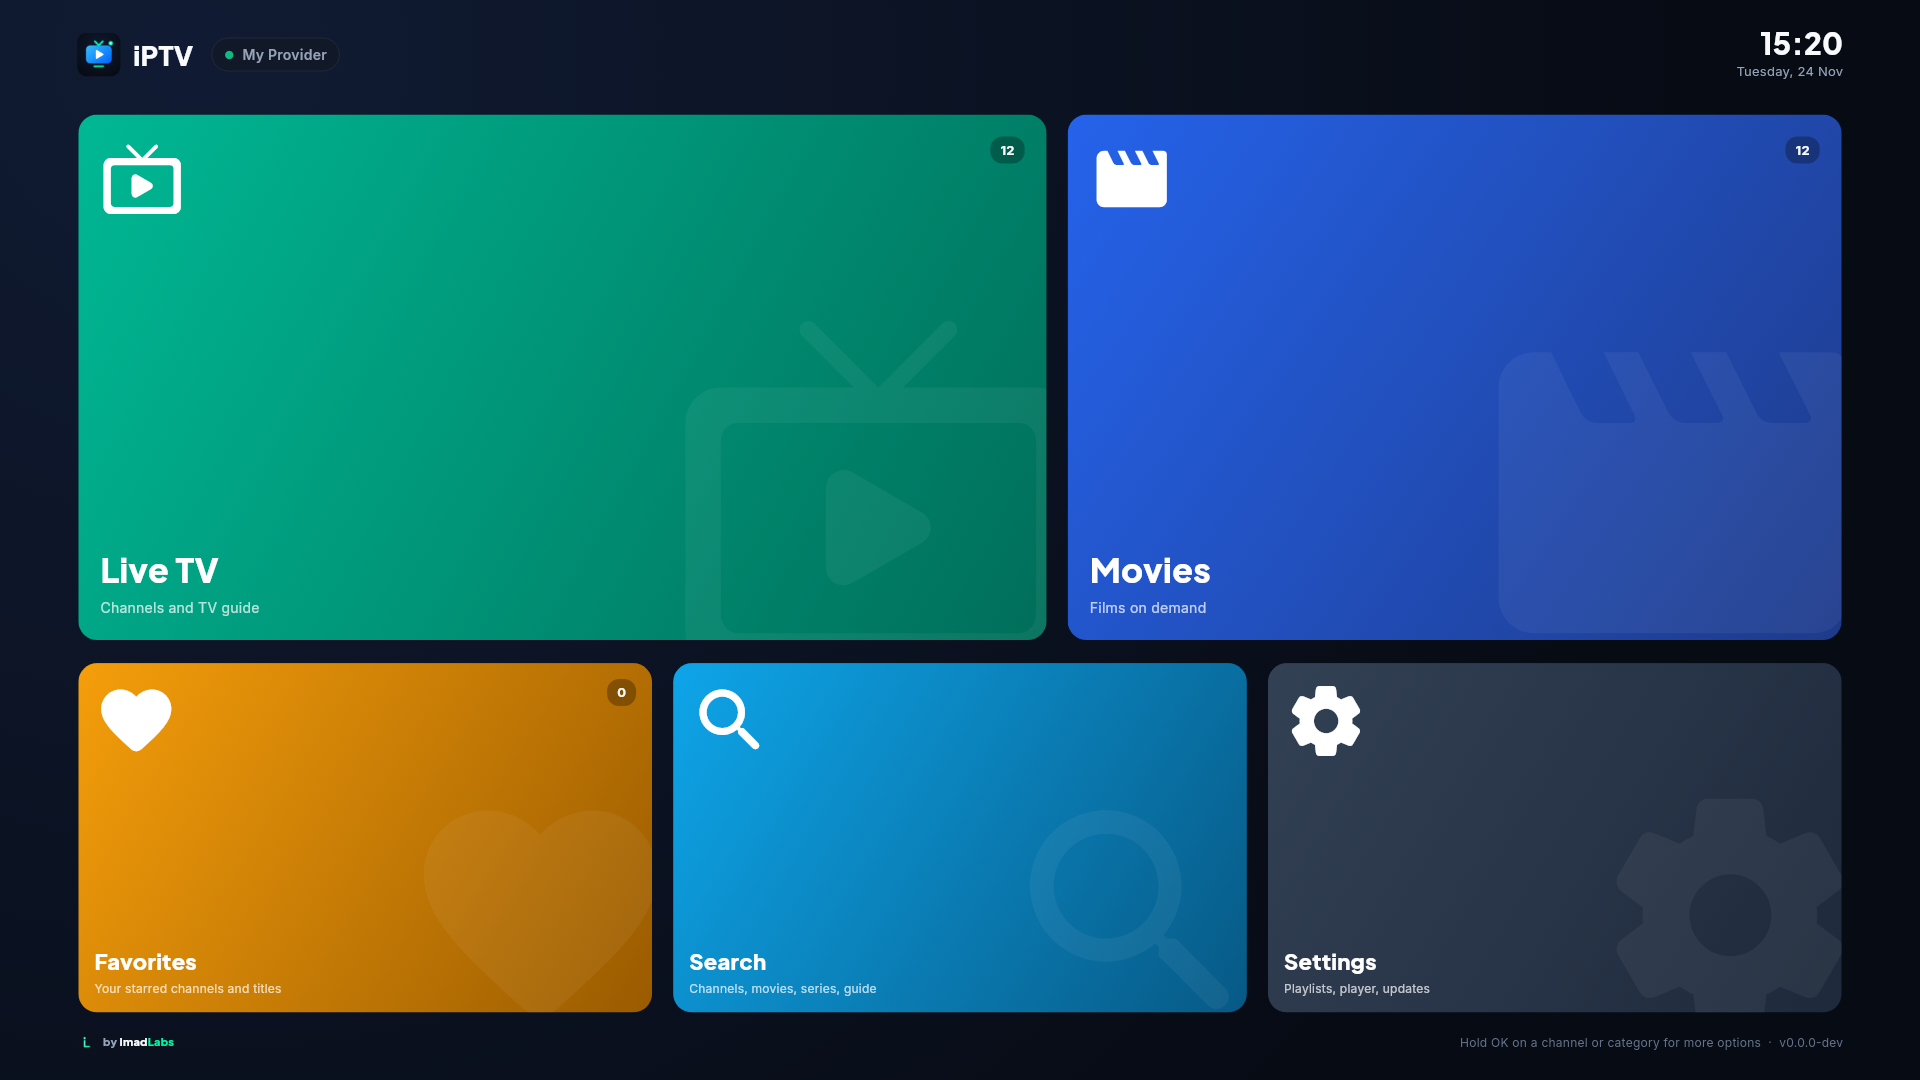 iPTV
My Provider
15:20
Tuesday, 24 Nov
12
Live TV
Channels and TV guide
12
Movies
Films on demand
0
Favorites
Your starred channels and titles
Search
Channels, movies, series, guide
Settings
Playlists, player, updates
by ImadLabs
Hold OK on a channel or category for more options · v0.0.0-dev